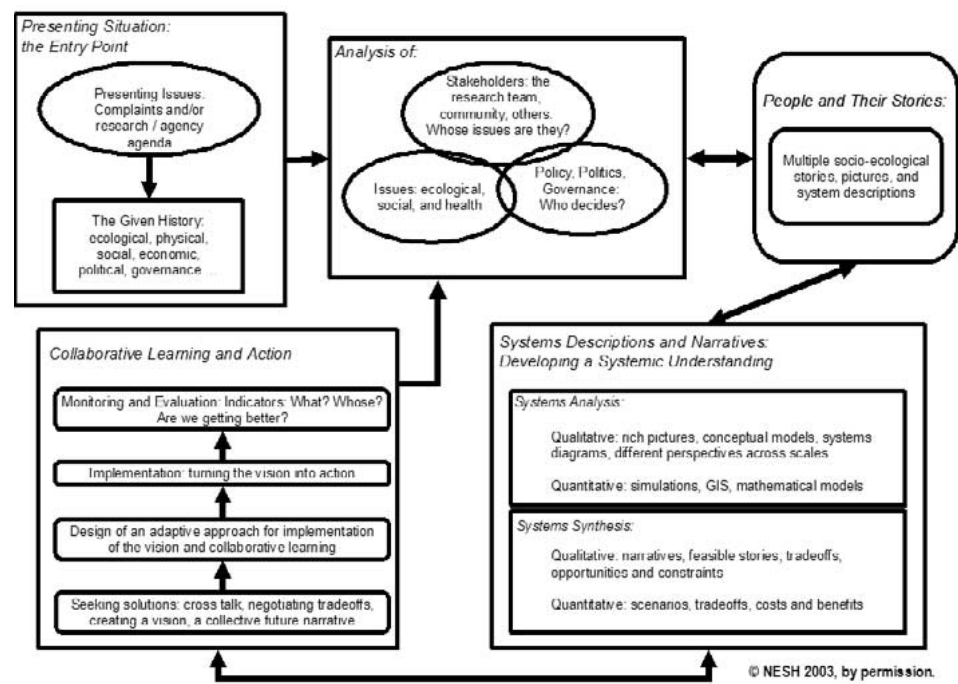 Presenting Situation:
the Entry Point
Presenting Issues:
Complaints and/or
research / agency
agenda
The Given History:
ecological, physical,
social, economic,
political, governance...
Analysis of:
Stakeholders: the
research team,
community, others.
Whose issues are they?
Issues: ecological,
social, and health
Policy, Politics,
Governance:
Who decides?
People and Their Stories:
Multiple socio-ecological
stories, pictures, and
system descriptions
Collaborative Learning and Action
Monitoring and Evaluation: Indicators: What? Whose?
Are we getting better?
Implementation: turning the vision into action
Design of an adaptive approach for implementation
of the vision and collaborative learning
Seeking solutions: cross talk, negotiating tradeoffs,
creating a vision, a collective future narrative
Systems Descriptions and Narratives:
Developing a Systemic Understanding
Systems Analysis:
Qualitative: rich pictures, conceptual models, systems
diagrams, different perspectives across scales
Quantitative: simulations, GIS, mathematical models
Systems Synthesis:
Qualitative: narratives, feasible stories, tradeoffs,
opportunities and constraints
Quantitative: scenarios, tradeoffs, costs and benefits
© NESH 2003, by permission.